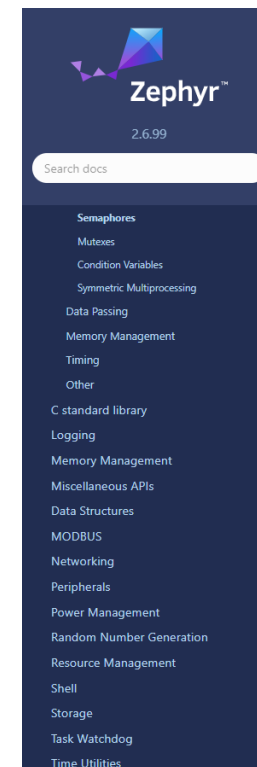 Zephyr™
2.6.99
Search docs
Semaphores
Mutexes
Condition Variables
Symmetric Multiprocessing
Data Passing
Memory Management
Timing
Other
C standard library
Logging
Memory Management
Miscellaneous APIs
Data Structures
MODBUS
Networking
Peripherals
Power Management
Random Number Generation
Resource Management
Shell
Storage
Task Watchdog
Time Utilities